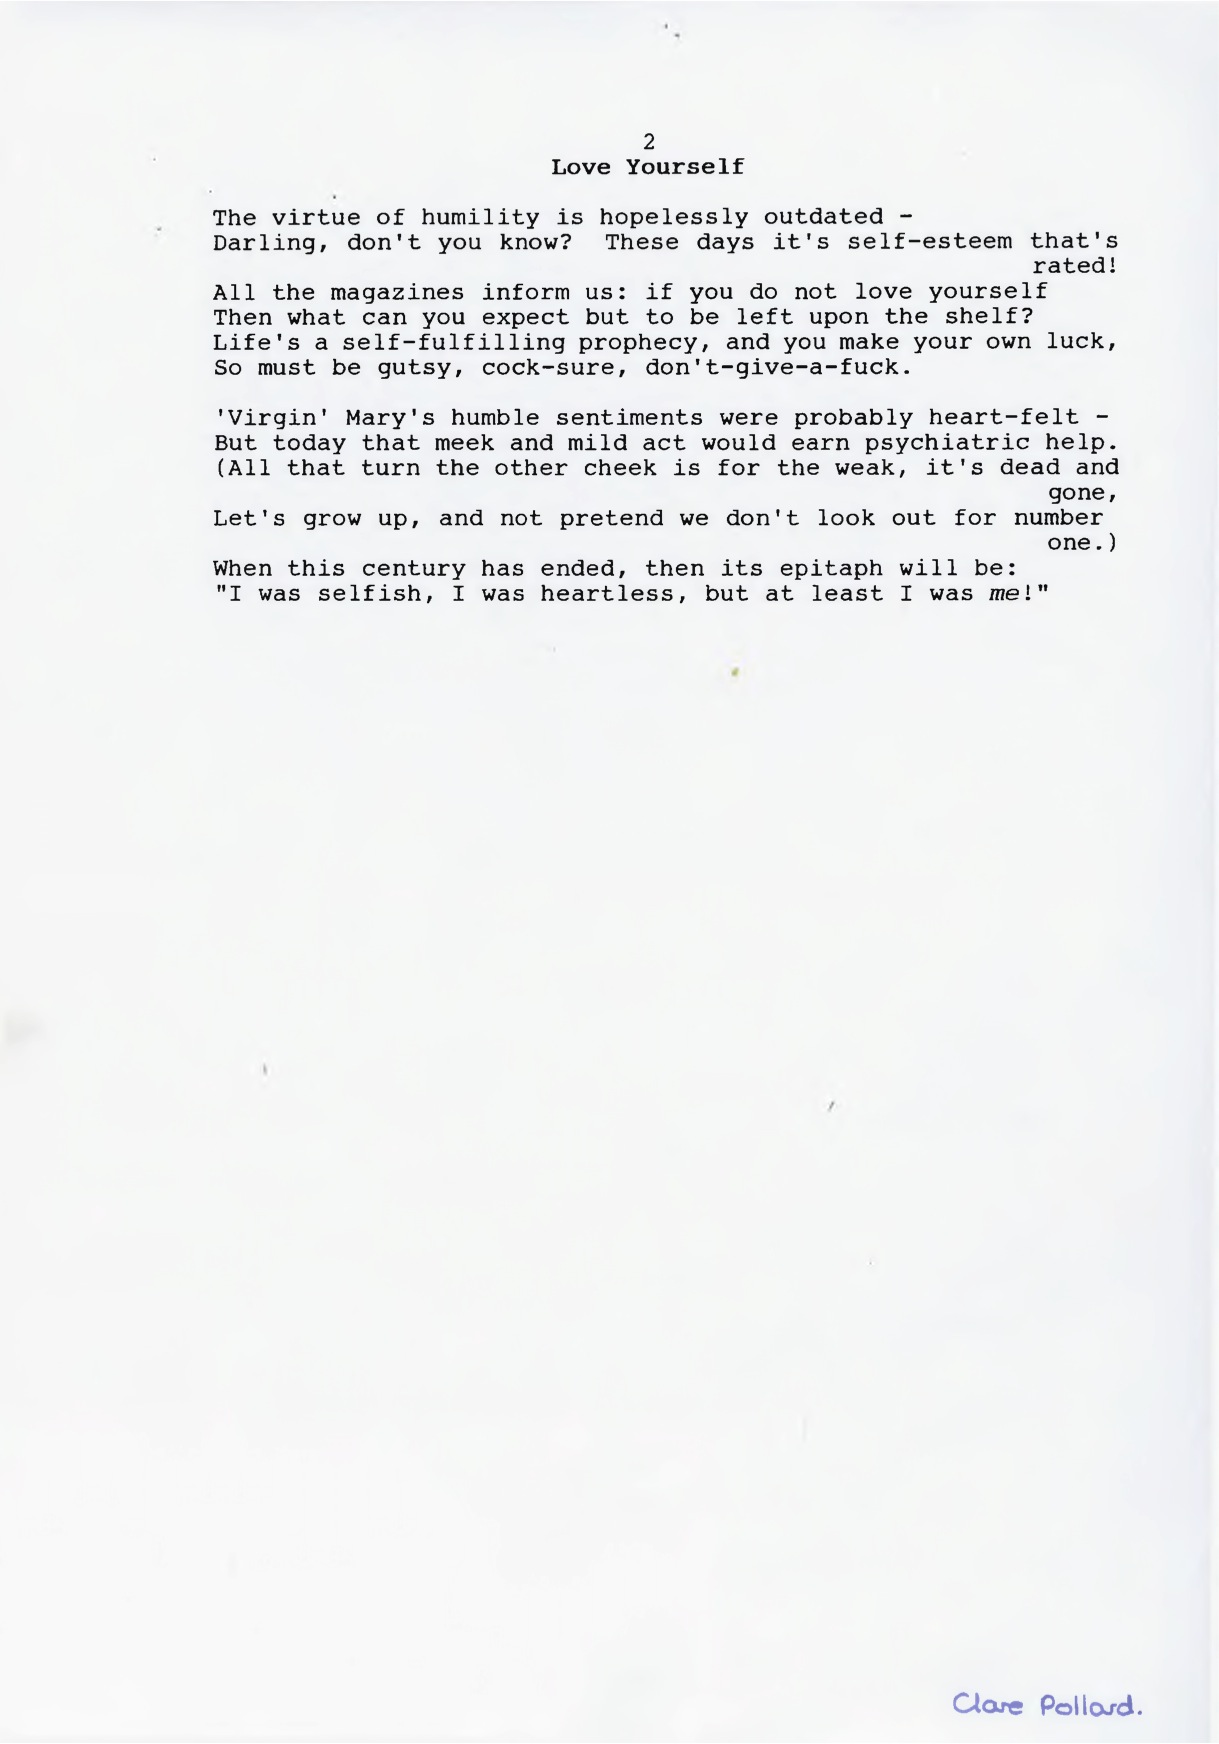 2
Love Yourself
The virtue of humility is hopelessly outdated -
Darling, don't you know?  These days it's self-esteem that's
rated!
All the magazines inform us: if you do not love yourself
Then what can you expect but to be left upon the shelf?
Life's a self-fulfilling prophecy, and you make your own luck,
So must be gutsy, cock-sure, don't-give-a-fuck.
'Virgin' Mary's humble sentiments were probably heart-felt -
But today that meek and mild act would earn psychiatric help.
(All that turn the other cheek is for the weak, it's dead and
gone,
Let's grow up, and not pretend we don't look out for number
one.)
When this century has ended, then its epitaph will be:
"I was selfish, I was heartless, but at least I was me!"
Clare Pollard.